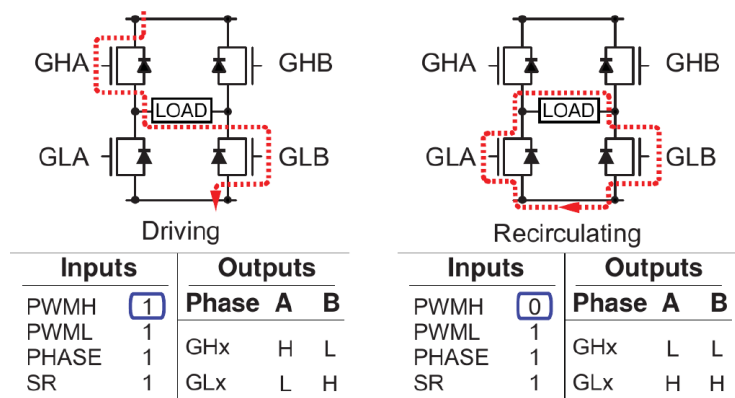 GHA GHB
LOAD
GLA GLB
Driving
Inputs Outputs
PWMH 1 Phase A B
PWML 1
PHASE 1 GHx H L
SR 1 GLx L H
GHA GHB
LOAD
GLA GLB
Recirculating
Inputs Outputs
PWMH 0 Phase A B
PWML 1
PHASE 1 GHx L L
SR 1 GLx H H